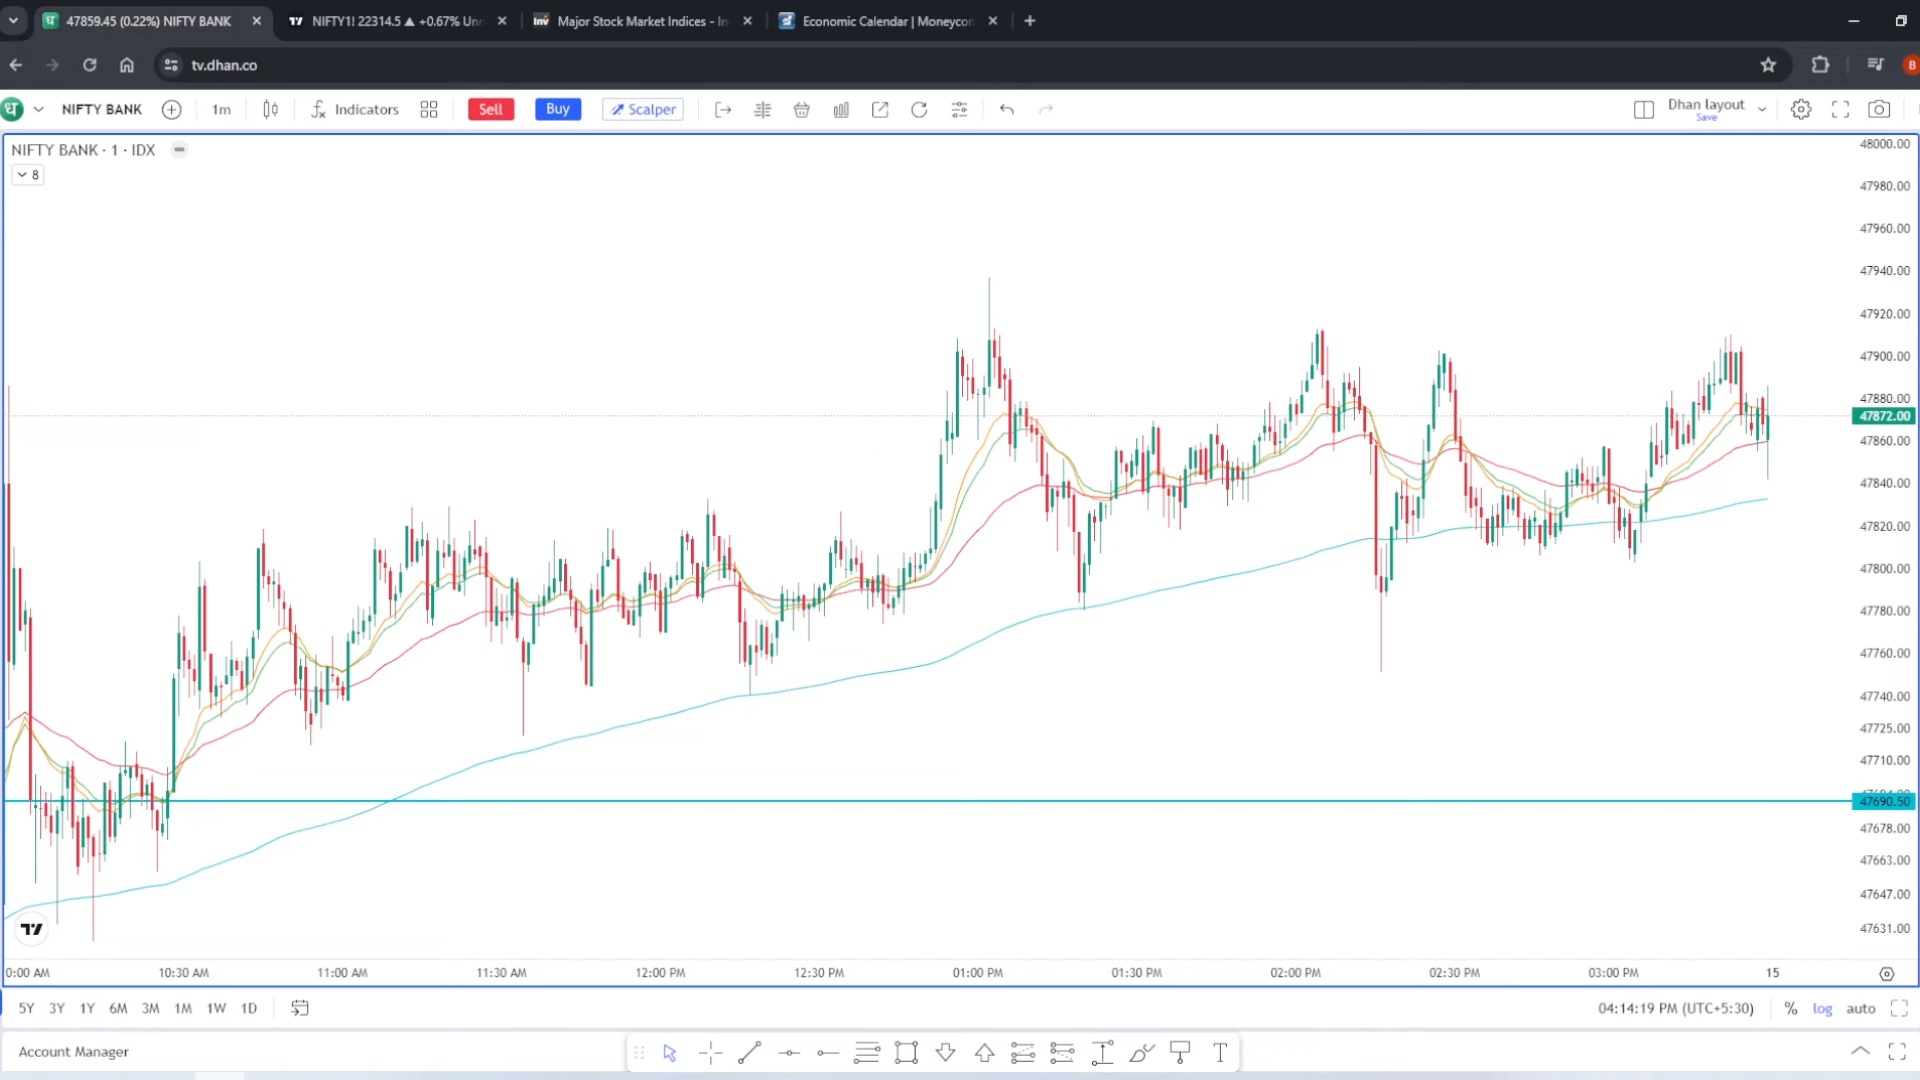 47859.45 (0.22%) NIFTY BANK
NIFTY1! 22314.5 ▲ +0.67% Un
Major Stock Market Indices - In
Economic Calendar | Moneycon
tv.dhan.co
B
NIFTY BANK
1m
Indicators
Sell
Buy
Scalper
Dhan layout
Save
NIFTY BANK · 1 · IDX
8
48000.00
47980.00
47960.00
47940.00
47920.00
47900.00
47880.00
47872.00
47860.00
47840.00
47820.00
47800.00
47780.00
47760.00
47740.00
47725.00
47710.00
47690.50
47678.00
47663.00
47647.00
47631.00
0:00 AM 10:30 AM 11:00 AM 11:30 AM 12:00 PM 12:30 PM 01:00 PM 01:30 PM 02:00 PM 02:30 PM 03:00 PM 15
5Y 3Y 1Y 6M 3M 1M 1W 1D
04:14:19 PM (UTC+5:30) % log auto
Account Manager